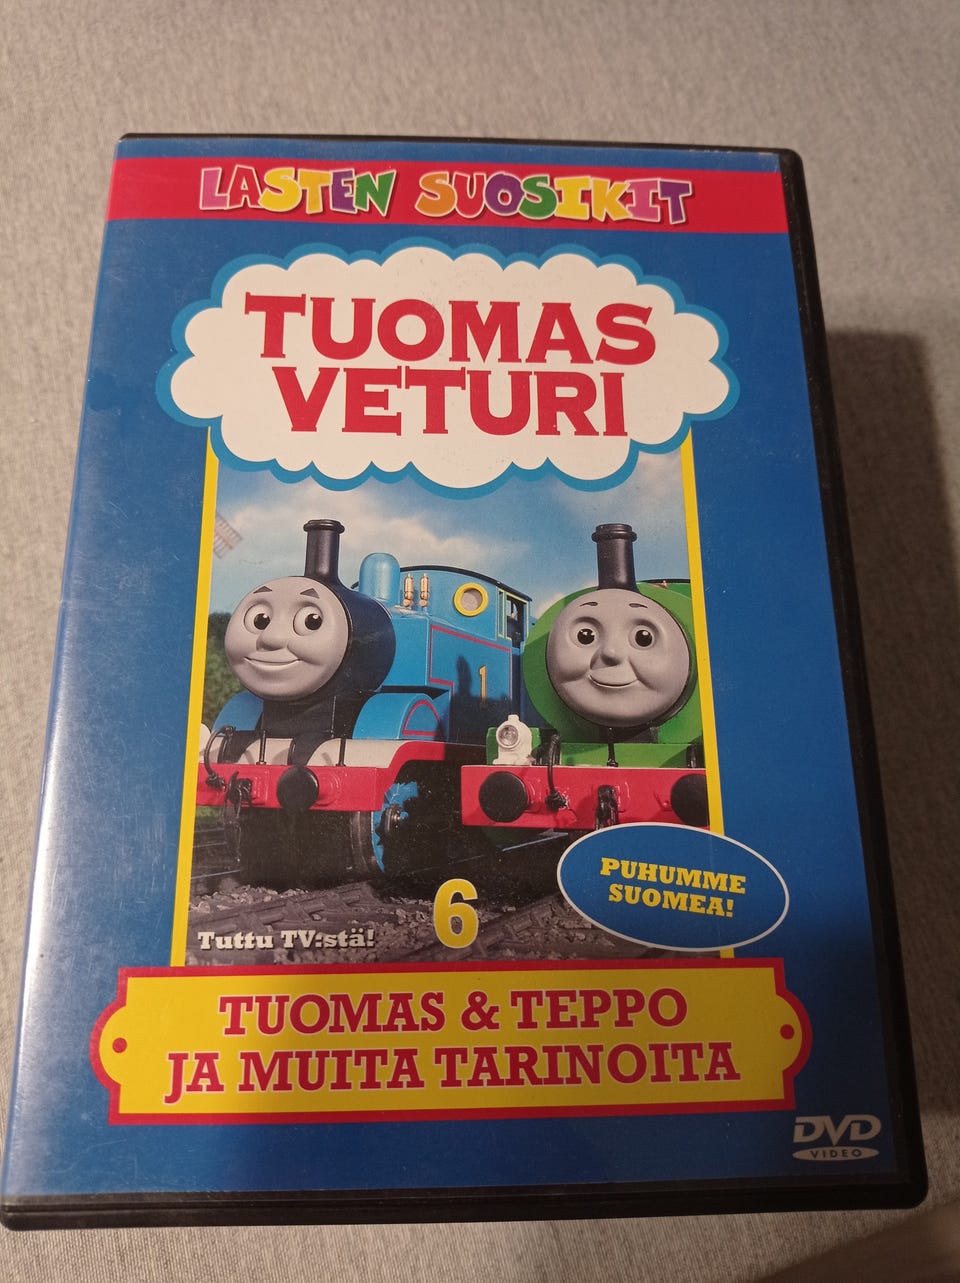 LASTEN SUOSIKIT
TUOMAS
VETURI
1
PUHUMME
SUOMEA!
6
Tuttu TV:stä!
TUOMAS & TEPPO
JA MUITA TARINOITA
DVD
VIDEO